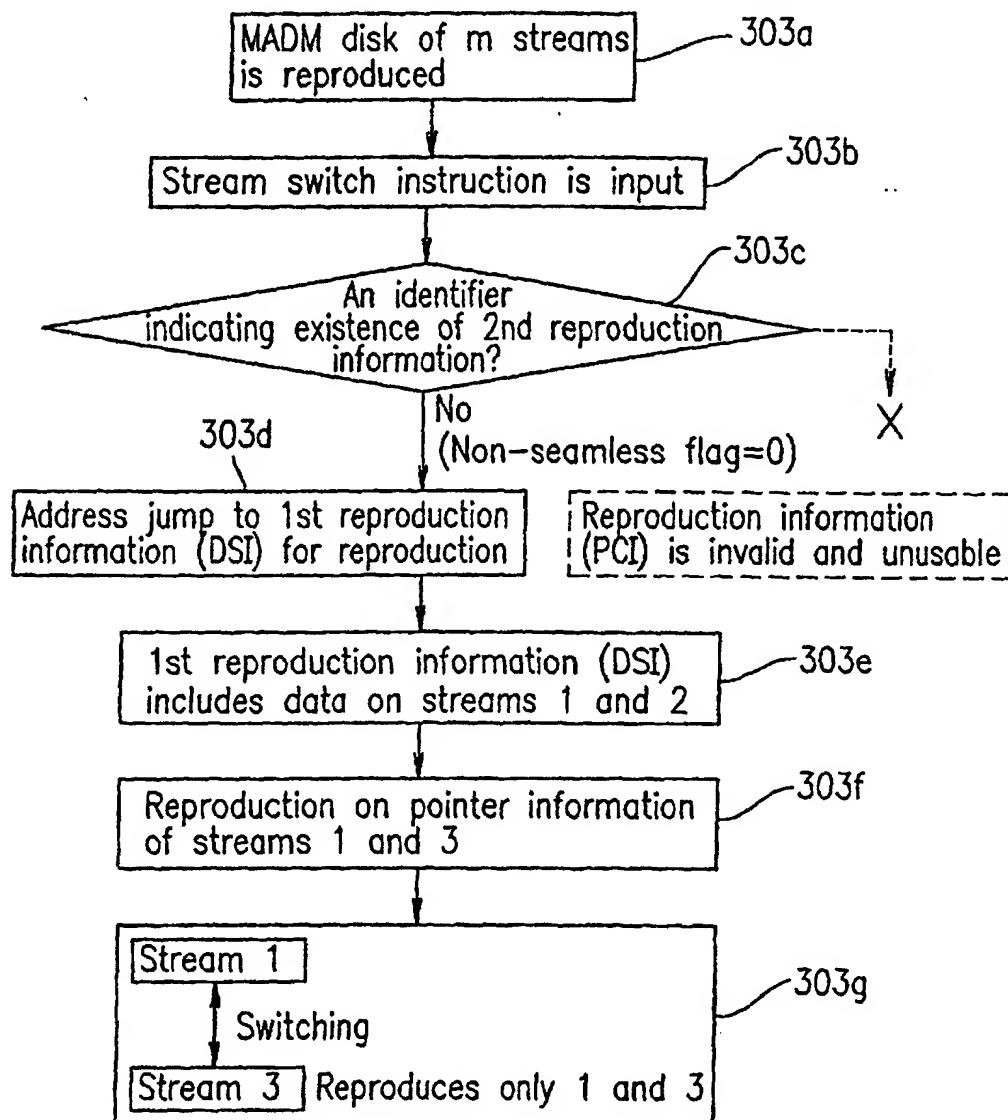 MADM disk of m streams
is reproduced
303a
Stream switch instruction is input
303b
303c
An identifier
indicating existence of 2nd reproduction
information?
No
(Non-seamless flag=0)
X
303d
Address jump to 1st reproduction
information (DSI) for reproduction
Reproduction information
(PCI) is invalid and unusable
1st reproduction information (DSI)
includes data on streams 1 and 2
303e
Reproduction on pointer information
of streams 1 and 3
303f
Stream 1
Switching
Stream 3 Reproduces only 1 and 3
303g